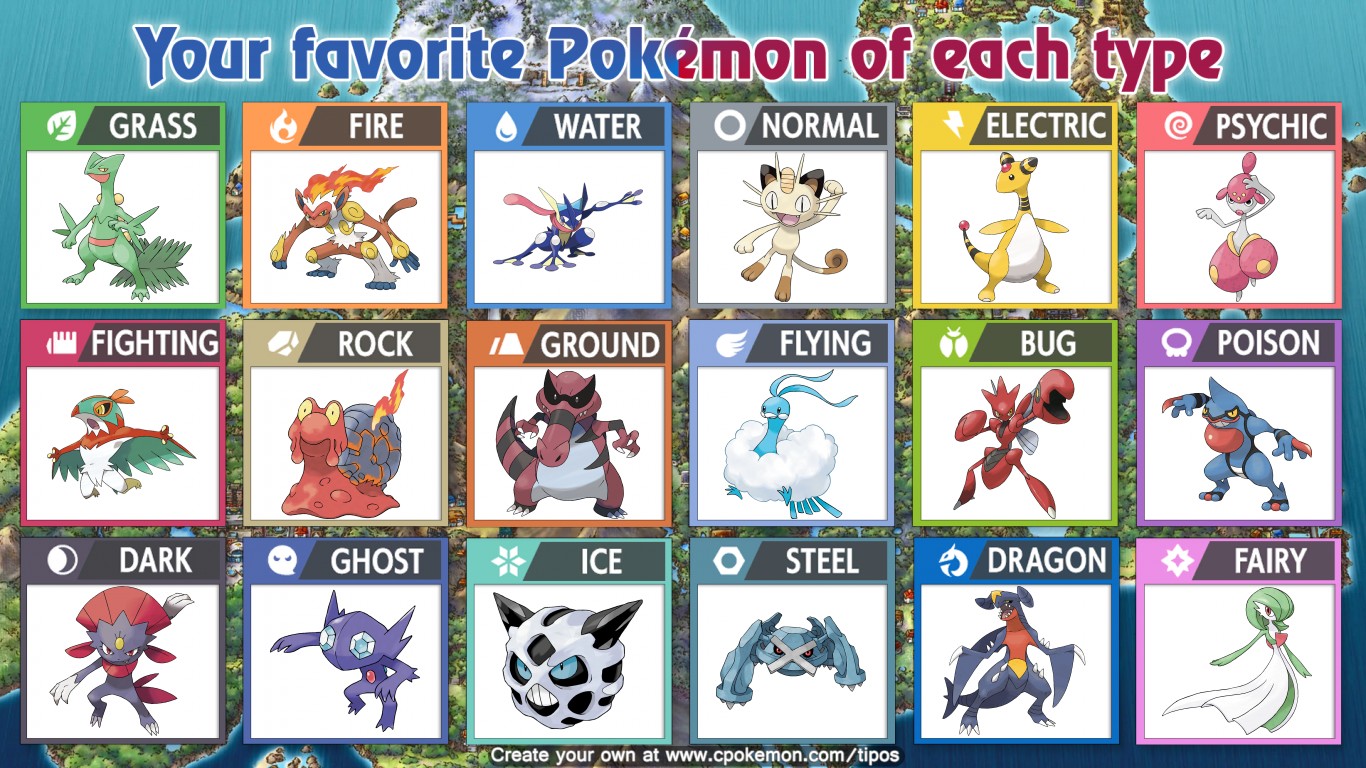 Your favorite Pokémon of each type
GRASS
FIRE
WATER
NORMAL
ELECTRIC
PSYCHIC
FIGHTING
ROCK
GROUND
FLYING
BUG
POISON
DARK
GHOST
ICE
STEEL
DRAGON
FAIRY
Create your own at www.cpokemon.com/tipos